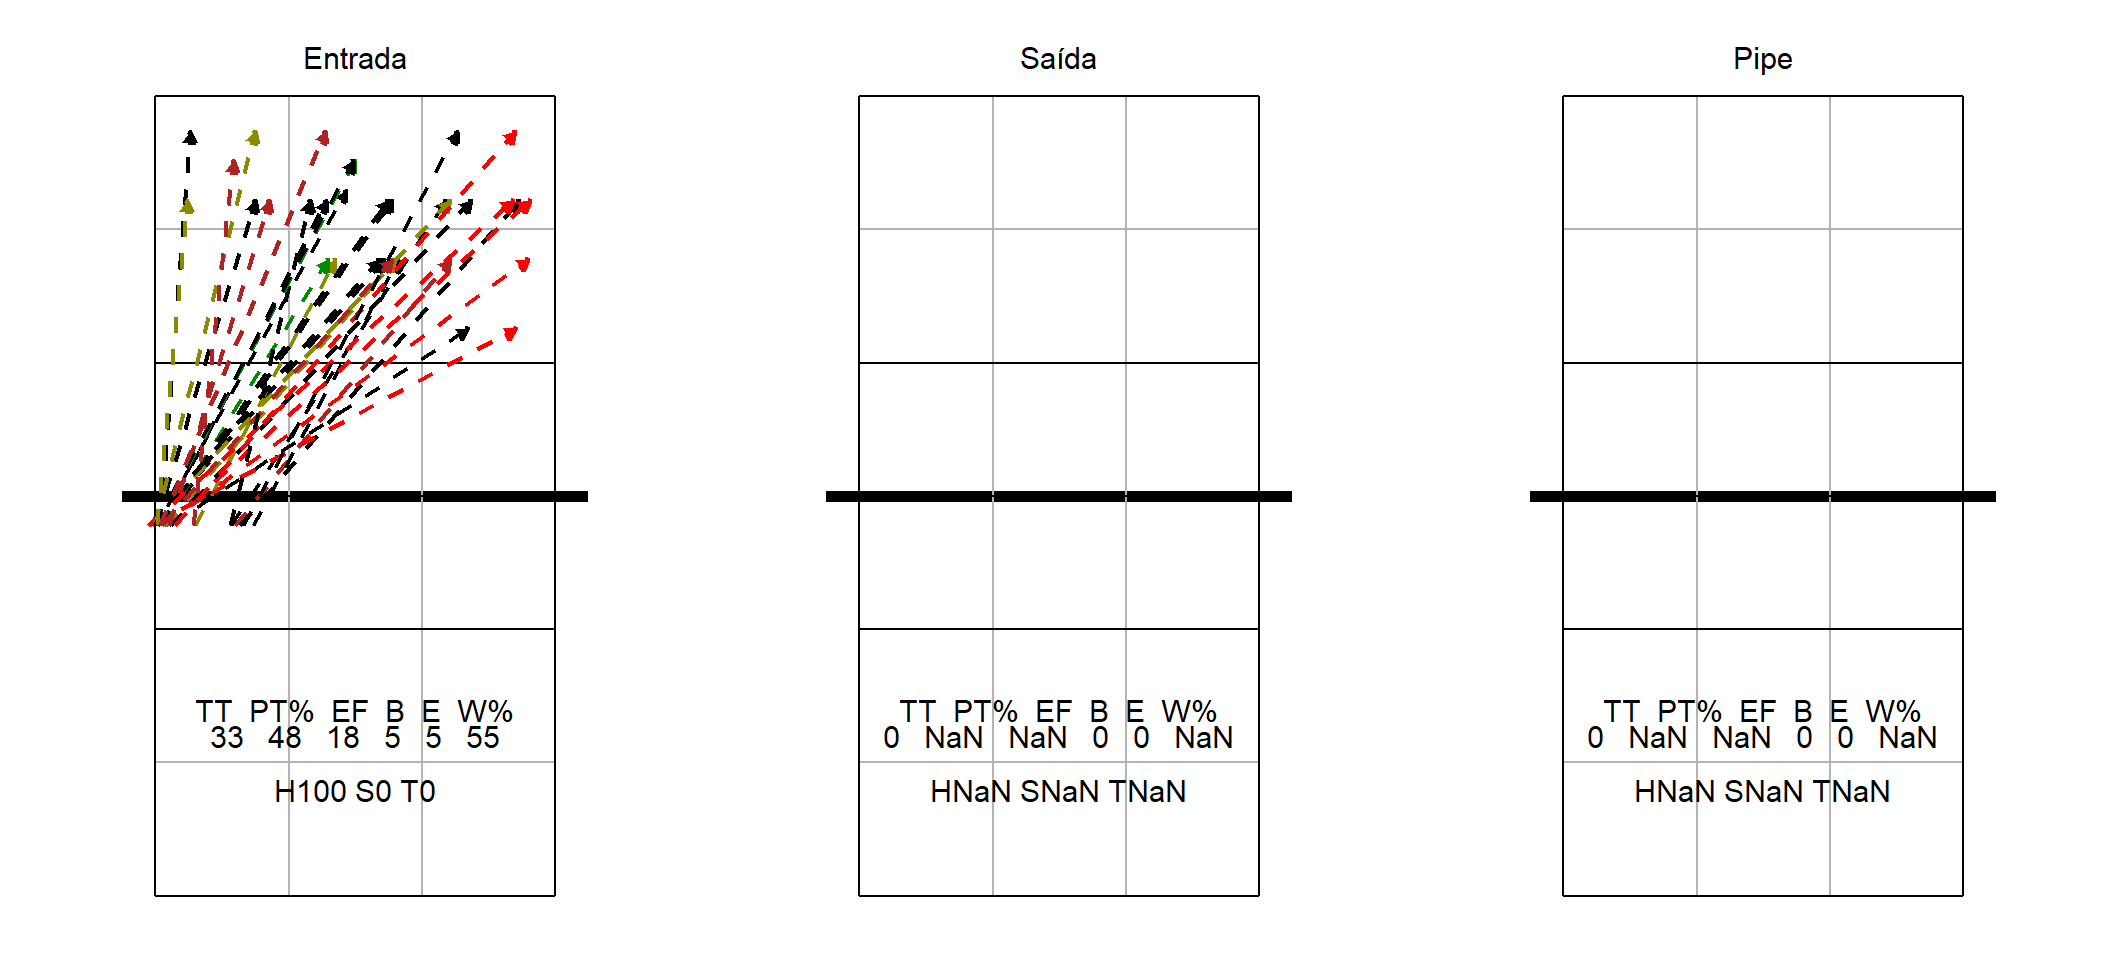 Entrada
TT PT% EF B E W%
33 48 18 5 5 55
H100 S0 T0
Saída
TT PT% EF B E W%
0 NaN NaN 0 0 NaN
HNaN SNaN TNaN
Pipe
TT PT% EF B E W%
0 NaN NaN 0 0 NaN
HNaN SNaN TNaN